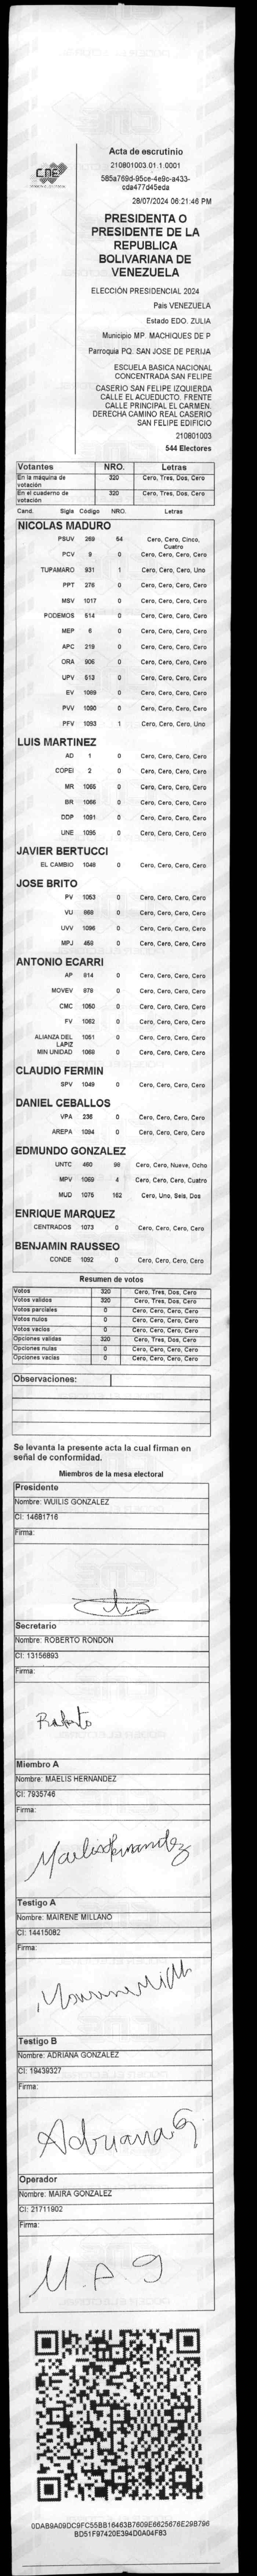 CNE
Acta de escrutinio
210801003.01.1.0001
585a769d-95ce-4e9c-a433-
cda477d45eda
28/07/2024 06:21:46 PM
PRESIDENTA O
PRESIDENTE DE LA
REPUBLICA
BOLIVARIANA DE
VENEZUELA
ELECCIÓN PRESIDENCIAL 2024
País VENEZUELA
Estado EDO. ZULIA
Municipio MP. MACHIQUES DE P
Parroquia PQ. SAN JOSE DE PERIJA
ESCUELA BASICA NACIONAL
CONCENTRADA SAN FELIPE
CASERIO SAN FELIPE IZQUIERDA
CALLE EL ACUEDUCTO. FRENTE
CALLE PRINCIPAL EL CARMEN.
DERECHA CAMINO REAL CASERIO
SAN FELIPE EDIFICIO
210801003
544 Electores
Votantes NRO. Letras
En la máquina de votación 320 Cero, Tres, Dos, Cero
En el cuaderno de votación 320 Cero, Tres, Dos, Cero
Cand. Sigla Código NRO. Letras
NICOLAS MADURO
PSUV 269 54 Cero, Cero, Cinco, Cuatro
PCV 9 0 Cero, Cero, Cero, Cero
TUPAMARO 931 1 Cero, Cero, Cero, Uno
PPT 276 0 Cero, Cero, Cero, Cero
MSV 1017 0 Cero, Cero, Cero, Cero
PODEMOS 514 0 Cero, Cero, Cero, Cero
MEP 6 0 Cero, Cero, Cero, Cero
APC 219 0 Cero, Cero, Cero, Cero
ORA 906 0 Cero, Cero, Cero, Cero
UPV 613 0 Cero, Cero, Cero, Cero
EV 1089 0 Cero, Cero, Cero, Cero
PVV 1090 0 Cero, Cero, Cero, Cero
PFV 1093 1 Cero, Cero, Cero, Uno
LUIS MARTINEZ
AD 1 0 Cero, Cero, Cero, Cero
COPEI 2 0 Cero, Cero, Cero, Cero
MR 1065 0 Cero, Cero, Cero, Cero
BR 1066 0 Cero, Cero, Cero, Cero
DDP 1091 0 Cero, Cero, Cero, Cero
UNE 1095 0 Cero, Cero, Cero, Cero
JAVIER BERTUCCI
EL CAMBIO 1048 0 Cero, Cero, Cero, Cero
JOSE BRITO
PV 1053 0 Cero, Cero, Cero, Cero
VU 868 0 Cero, Cero, Cero, Cero
UVV 1096 0 Cero, Cero, Cero, Cero
MPJ 458 0 Cero, Cero, Cero, Cero
ANTONIO ECARRI
AP 814 0 Cero, Cero, Cero, Cero
MOVEV 878 0 Cero, Cero, Cero, Cero
CMC 1050 0 Cero, Cero, Cero, Cero
FV 1062 0 Cero, Cero, Cero, Cero
ALIANZA DEL LAPIZ 1051 0 Cero, Cero, Cero, Cero
MIN UNIDAD 1088 0 Cero, Cero, Cero, Cero
CLAUDIO FERMIN
SPV 1049 0 Cero, Cero, Cero, Cero
DANIEL CEBALLOS
VPA 236 0 Cero, Cero, Cero, Cero
AREPA 1094 0 Cero, Cero, Cero, Cero
EDMUNDO GONZALEZ
UNTC 480 98 Cero, Cero, Nueve, Ocho
MPV 1069 4 Cero, Cero, Cero, Cuatro
MUD 1075 162 Cero, Uno, Seis, Dos
ENRIQUE MARQUEZ
CENTRADOS 1073 0 Cero, Cero, Cero, Cero
BENJAMIN RAUSSEO
CONDE 1092 0 Cero, Cero, Cero, Cero
Resumen de votos
Votos 320 Cero, Tres, Dos, Cero
Votos validos 320 Cero, Tres, Dos, Cero
Votos parciales 0 Cero, Cero, Cero, Cero
Votos nulos 0 Cero, Cero, Cero, Cero
Votos vacios 0 Cero, Cero, Cero, Cero
Opciones validas 320 Cero, Tres, Dos, Cero
Opciones nulas 0 Cero, Cero, Cero, Cero
Opciones vacias 0 Cero, Cero, Cero, Cero
Observaciones:
Se levanta la presente acta la cual firman en
señal de conformidad.
Miembros de la mesa electoral
Presidente
Nombre: WUILIS GONZALEZ
CI: 14681716
Firma:
Secretario
Nombre: ROBERTO RONDON
CI: 13156893
Firma:
Roberto
Miembro A
Nombre: MAELIS HERNANDEZ
CI: 7935746
Firma:
Maelis Hernandez
Testigo A
Nombre: MAIRENE MILLANO
CI: 14415082
Firma:
Testigo B
Nombre: ADRIANA GONZALEZ
CI: 19439327
Firma:
Adriana G
Operador
Nombre: MAIRA GONZALEZ
CI: 21711902
Firma:
M.A.G
0DAB9A09DC9FC55BB16463B7609E6625676E29B796
BD51F97420E394D0A04F83